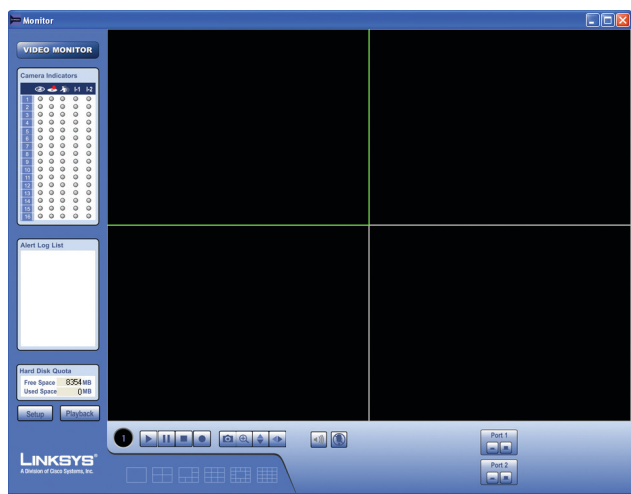 Monitor
VIDEO MONITOR
Camera Indicators
I-1 I-2
1
2
3
4
5
6
7
8
9
10
11
12
13
14
15
16
Alert Log List
Hard Disk Quota
Free Space 8354 MB
Used Space 0 MB
Setup Playback
1
Port 1
Port 2
LINKSYS®
A Division of Cisco Systems, Inc.